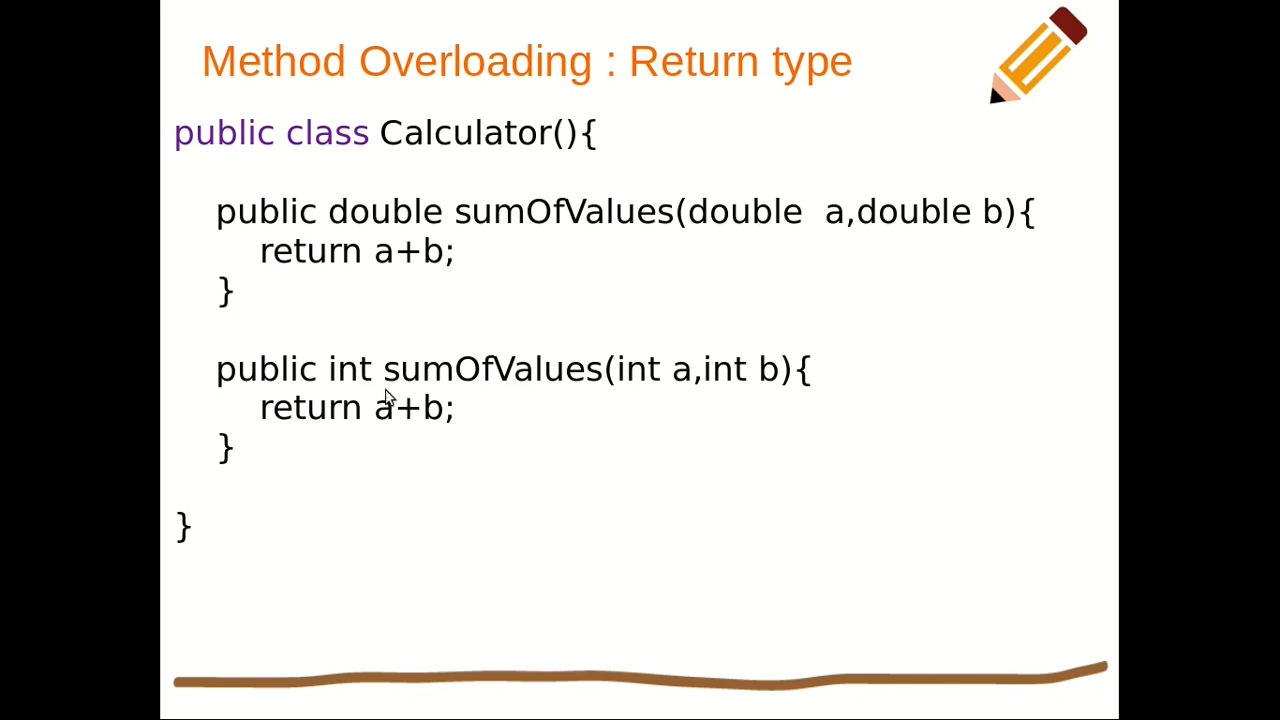 Method Overloading : Return type
public class Calculator(){
public double sumOfValues(double  a,double b){
return a+b;
}
public int sumOfValues(int a,int b){
return a+b;
}
}